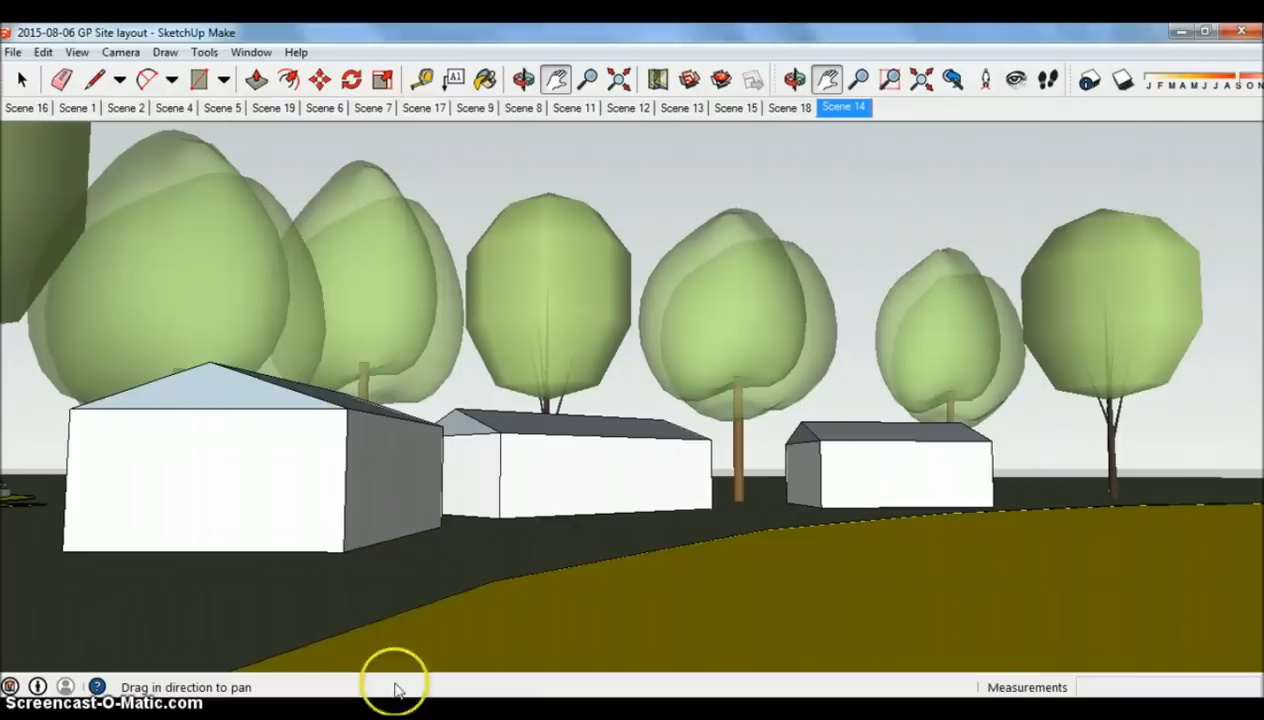 2015-08-06 GP Site layout - SketchUp Make
File Edit View Camera Draw Tools Window Help
A1
J F M A M J J A S O N
Scene 16 Scene 1 Scene 2 Scene 4 Scene 5 Scene 19 Scene 6 Scene 7 Scene 17 Scene 9 Scene 8 Scene 11 Scene 12 Scene 13 Scene 15 Scene 18 Scene 14
? Drag in direction to pan Measurements
Screencast-O-Matic.com